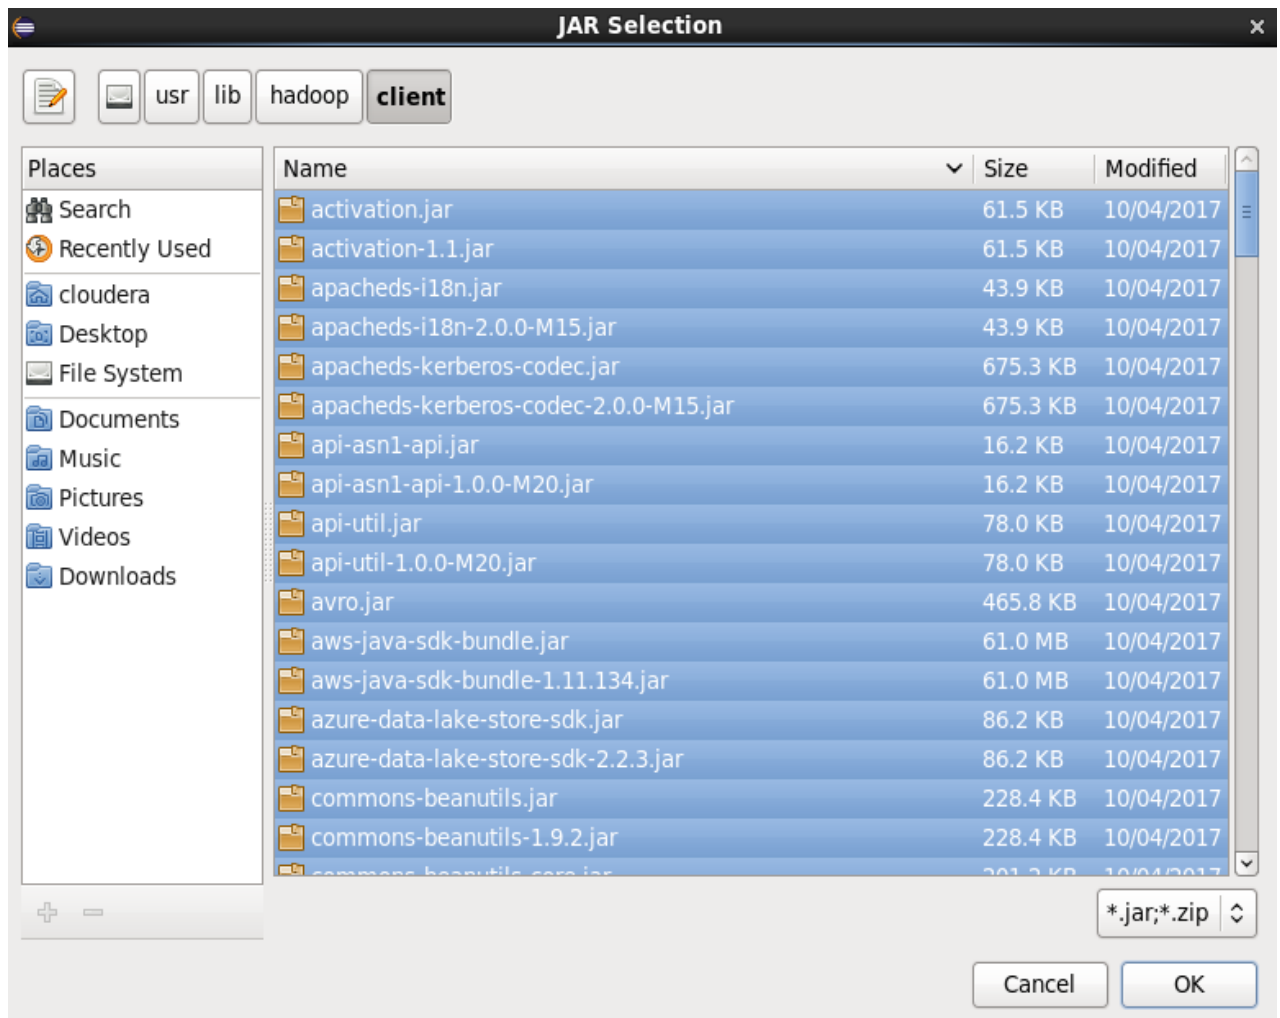 JAR Selection
usr lib hadoop client
Places
Search
Recently Used
cloudera
Desktop
File System
Documents
Music
Pictures
Videos
Downloads
Name Size Modified
activation.jar 61.5 KB 10/04/2017
activation-1.1.jar 61.5 KB 10/04/2017
apacheds-i18n.jar 43.9 KB 10/04/2017
apacheds-i18n-2.0.0-M15.jar 43.9 KB 10/04/2017
apacheds-kerberos-codec.jar 675.3 KB 10/04/2017
apacheds-kerberos-codec-2.0.0-M15.jar 675.3 KB 10/04/2017
api-asn1-api.jar 16.2 KB 10/04/2017
api-asn1-api-1.0.0-M20.jar 16.2 KB 10/04/2017
api-util.jar 78.0 KB 10/04/2017
api-util-1.0.0-M20.jar 78.0 KB 10/04/2017
avro.jar 465.8 KB 10/04/2017
aws-java-sdk-bundle.jar 61.0 MB 10/04/2017
aws-java-sdk-bundle-1.11.134.jar 61.0 MB 10/04/2017
azure-data-lake-store-sdk.jar 86.2 KB 10/04/2017
azure-data-lake-store-sdk-2.2.3.jar 86.2 KB 10/04/2017
commons-beanutils.jar 228.4 KB 10/04/2017
commons-beanutils-1.9.2.jar 228.4 KB 10/04/2017
commons-beanutils-core.jar 10/04/2017
*.jar;*.zip
Cancel OK